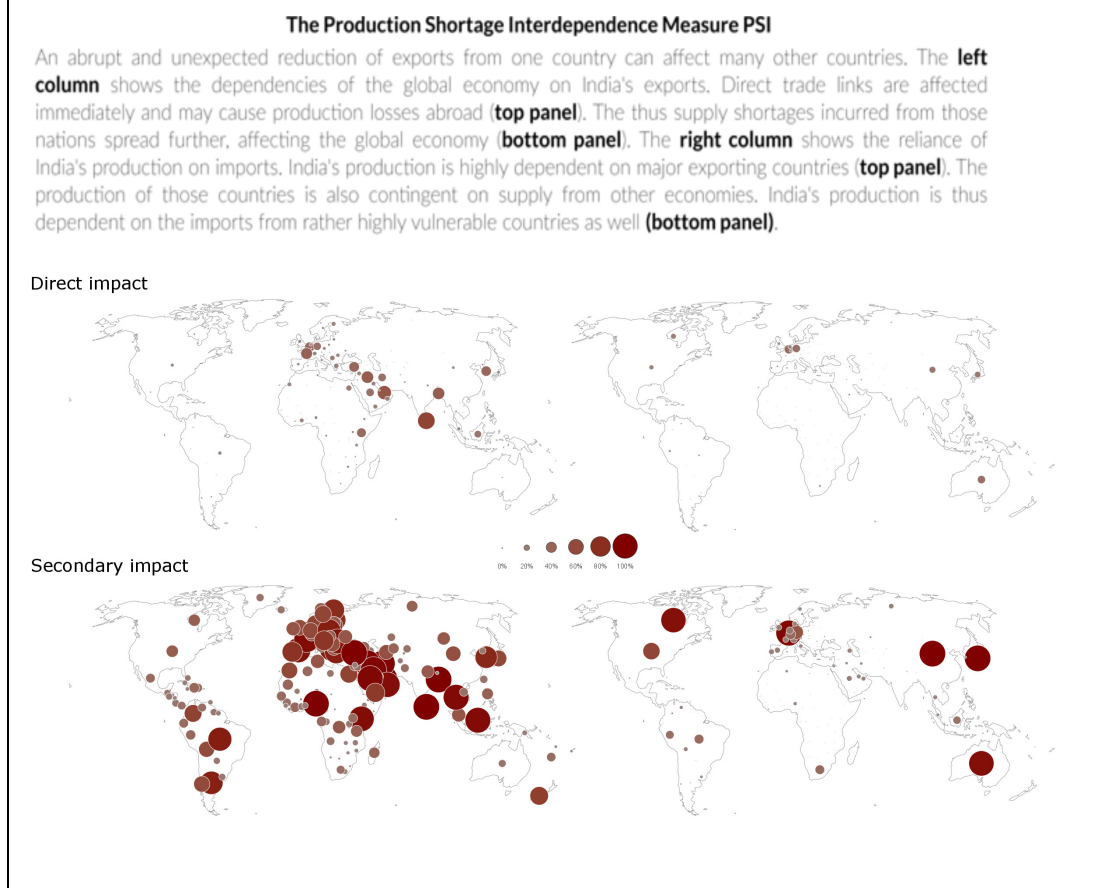 The Production Shortage Interdependence Measure PSI
An abrupt and unexpected reduction of exports from one country can affect many other countries. The left
column shows the dependencies of the global economy on India's exports. Direct trade links are affected
immediately and may cause production losses abroad (top panel). The thus supply shortages incurred from those
nations spread further, affecting the global economy (bottom panel). The right column shows the reliance of
India's production on imports. India's production is highly dependent on major exporting countries (top panel). The
production of those countries is also contingent on supply from other economies. India's production is thus
dependent on the imports from rather highly vulnerable countries as well (bottom panel).
Direct impact
0% 20% 40% 60% 80% 100%
Secondary impact